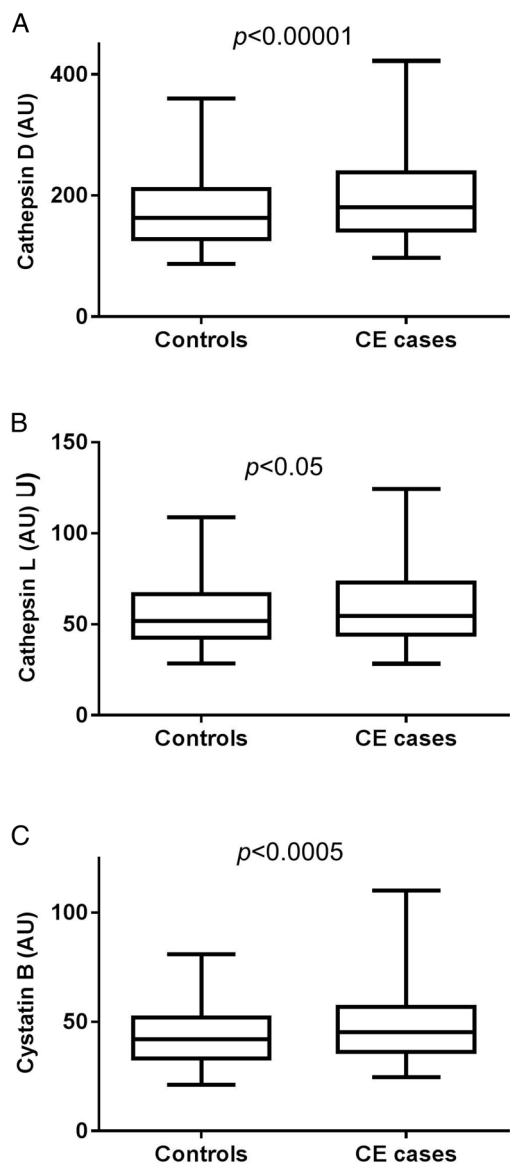 A
p<0.00001
Cathepsin D (AU)
400
200
0
Controls CE cases
B
p<0.05
Cathepsin L (AU) U)
150
100
50
0
Controls CE cases
C
p<0.0005
Cystatin B (AU)
100
50
0
Controls CE cases